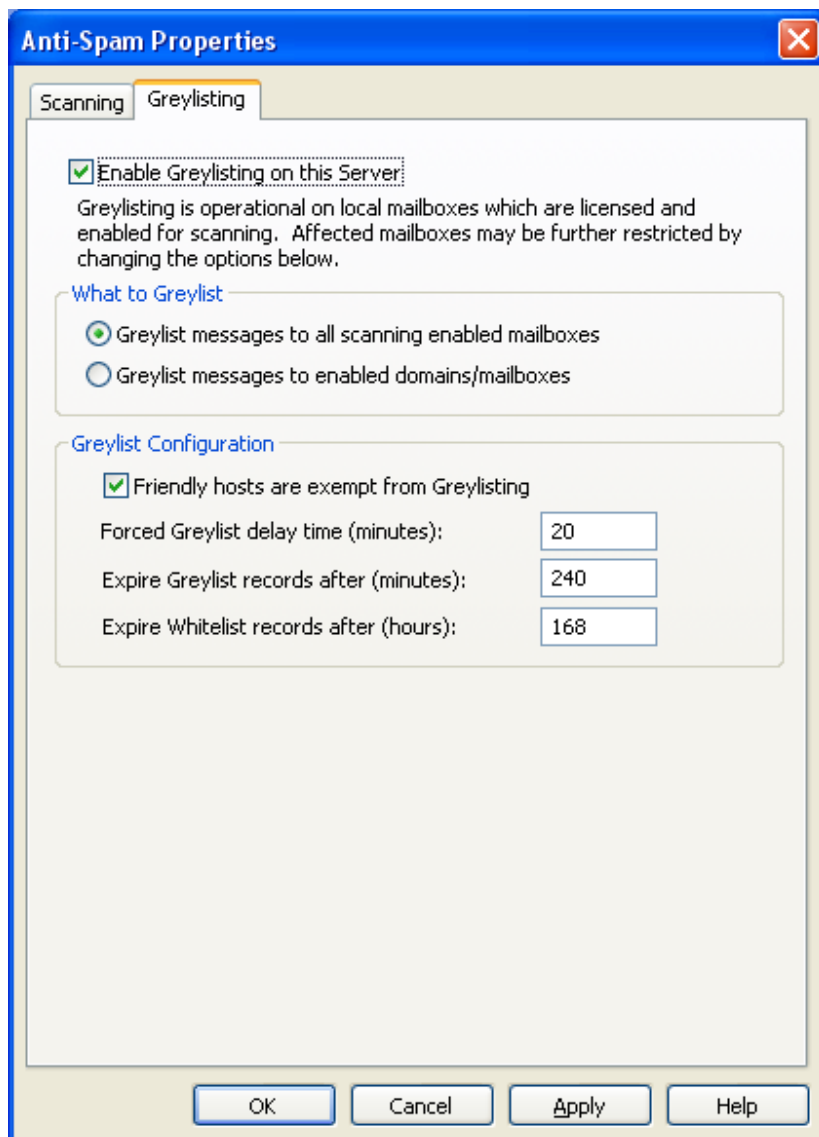 Anti-Spam Properties
Scanning
Greylisting
Enable Greylisting on this Server
Greylisting is operational on local mailboxes which are licensed and
enabled for scanning.  Affected mailboxes may be further restricted by
changing the options below.
What to Greylist
Greylist messages to all scanning enabled mailboxes
Greylist messages to enabled domains/mailboxes
Greylist Configuration
Friendly hosts are exempt from Greylisting
Forced Greylist delay time (minutes): 20
Expire Greylist records after (minutes): 240
Expire Whitelist records after (hours): 168
OK Cancel Apply Help